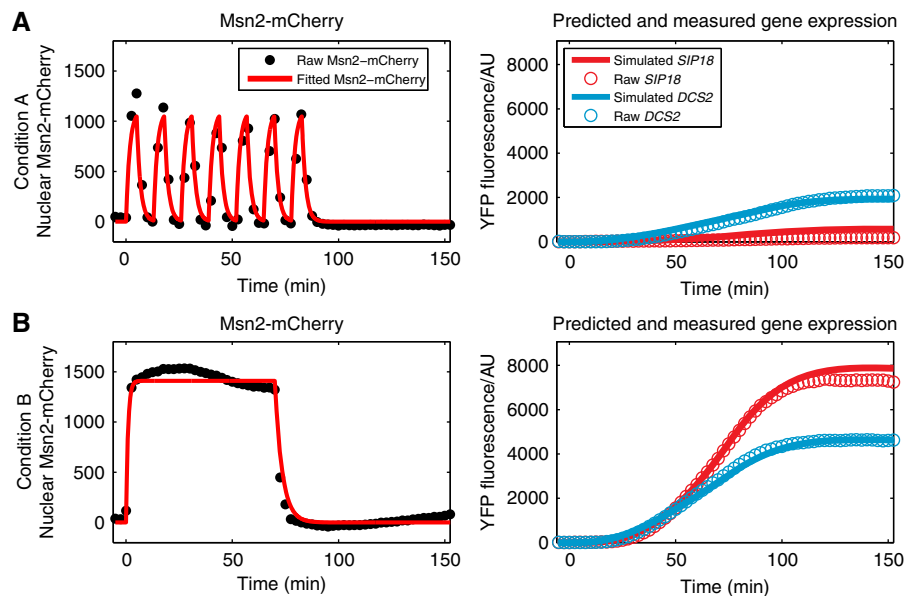 A
Msn2-mCherry
Condition A
Nuclear Msn2-mCherry
1500
1000
500
0
Raw Msn2−mCherry
Fitted Msn2−mCherry
0
50
100
150
Time (min)
Predicted and measured gene expression
YFP fluorescence/AU
8000
6000
4000
2000
0
Simulated SIP18
Raw SIP18
Simulated DCS2
Raw DCS2
0
50
100
150
Time (min)
B
Msn2-mCherry
Condition B
Nuclear Msn2-mCherry
1500
1000
500
0
0
50
100
150
Time (min)
Predicted and measured gene expression
YFP fluorescence/AU
8000
6000
4000
2000
0
0
50
100
150
Time (min)